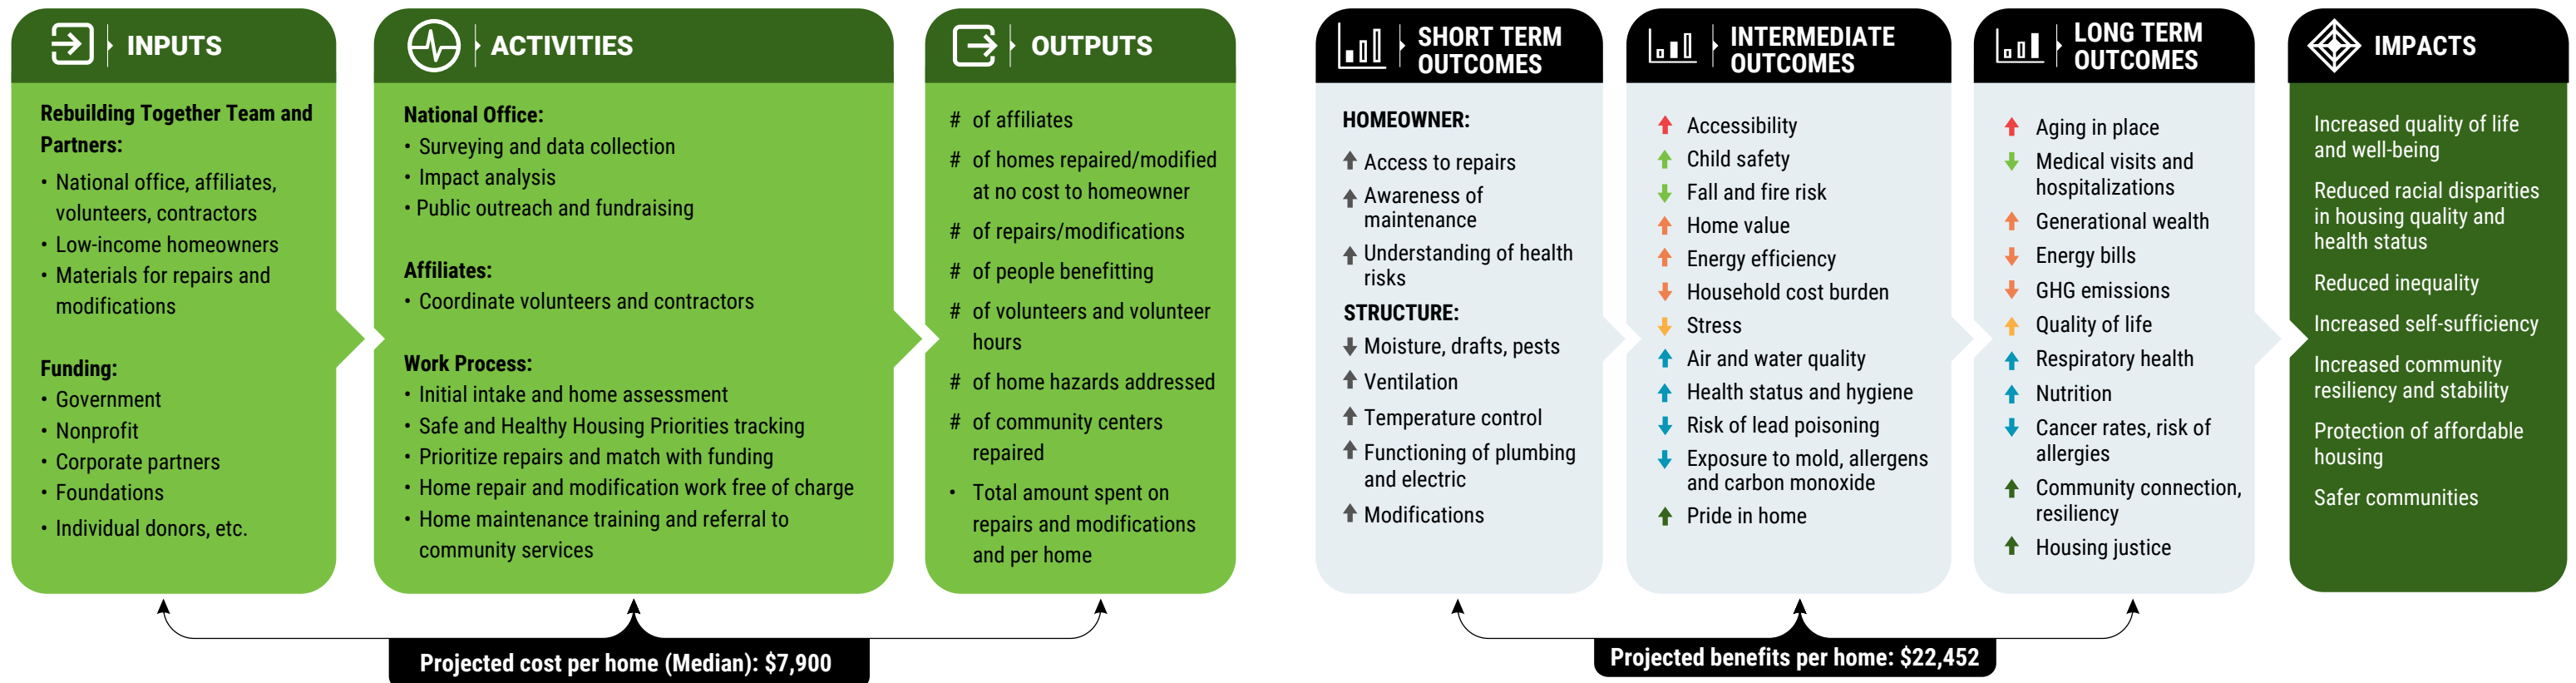 INPUTS
Rebuilding Together Team and
Partners:
• National office, affiliates,
volunteers, contractors
• Low-income homeowners
• Materials for repairs and
modifications
Funding:
• Government
• Nonprofit
• Corporate partners
• Foundations
• Individual donors, etc.
ACTIVITIES
National Office:
• Surveying and data collection
• Impact analysis
• Public outreach and fundraising
Affiliates:
• Coordinate volunteers and contractors
Work Process:
• Initial intake and home assessment
• Safe and Healthy Housing Priorities tracking
• Prioritize repairs and match with funding
• Home repair and modification work free of charge
• Home maintenance training and referral to
community services
OUTPUTS
# of affiliates
# of homes repaired/modified
at no cost to homeowner
# of repairs/modifications
# of people benefitting
# of volunteers and volunteer
hours
# of home hazards addressed
# of community centers
repaired
• Total amount spent on
repairs and modifications
and per home
Projected cost per home (Median): $7,900
SHORT TERM
OUTCOMES
HOMEOWNER:
Access to repairs
Awareness of
maintenance
Understanding of health
risks
STRUCTURE:
Moisture, drafts, pests
Ventilation
Temperature control
Functioning of plumbing
and electric
Modifications
INTERMEDIATE
OUTCOMES
Accessibility
Child safety
Fall and fire risk
Home value
Energy efficiency
Household cost burden
Stress
Air and water quality
Health status and hygiene
Risk of lead poisoning
Exposure to mold, allergens
and carbon monoxide
Pride in home
LONG TERM
OUTCOMES
Aging in place
Medical visits and
hospitalizations
Generational wealth
Energy bills
GHG emissions
Quality of life
Respiratory health
Nutrition
Cancer rates, risk of
allergies
Community connection,
resiliency
Housing justice
Projected benefits per home: $22,452
IMPACTS
Increased quality of life
and well-being
Reduced racial disparities
in housing quality and
health status
Reduced inequality
Increased self-sufficiency
Increased community
resiliency and stability
Protection of affordable
housing
Safer communities